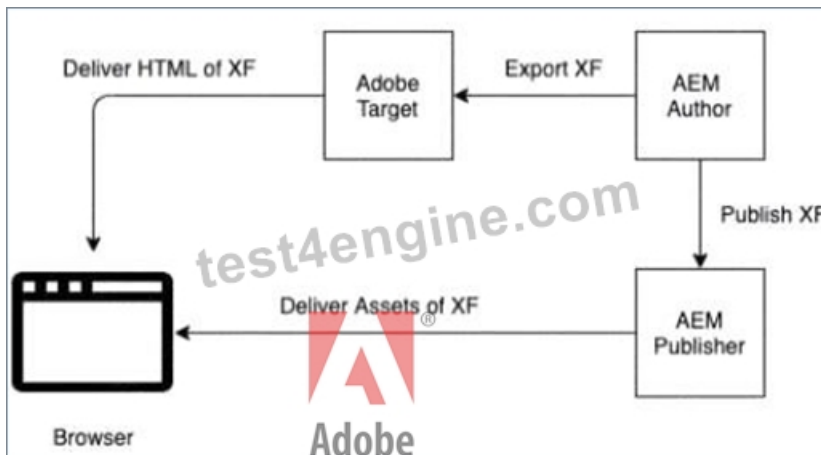 Deliver HTML of XF
Adobe
Target
Export XF
AEM
Author
Publish XF
test4engine.com
Deliver Assets of XF
AEM
Publisher
®
Adobe
Browser